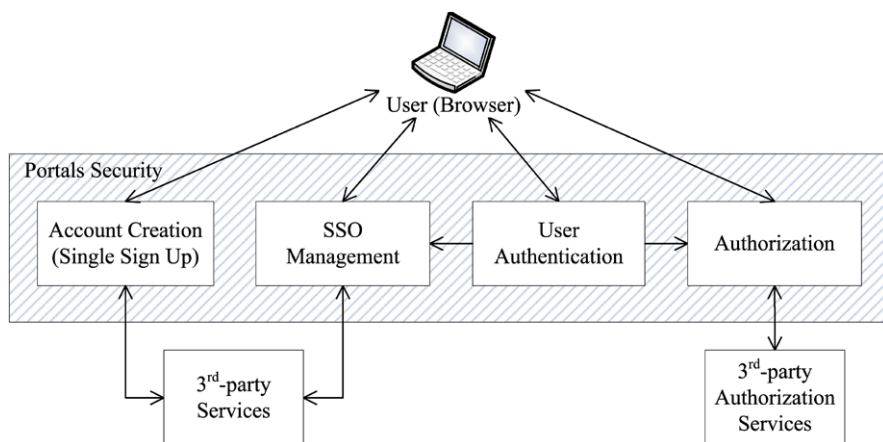 User (Browser)
Portals Security
Account Creation
(Single Sign Up)
SSO
Management
User
Authentication
Authorization
3rd-party
Services
3rd-party
Authorization
Services